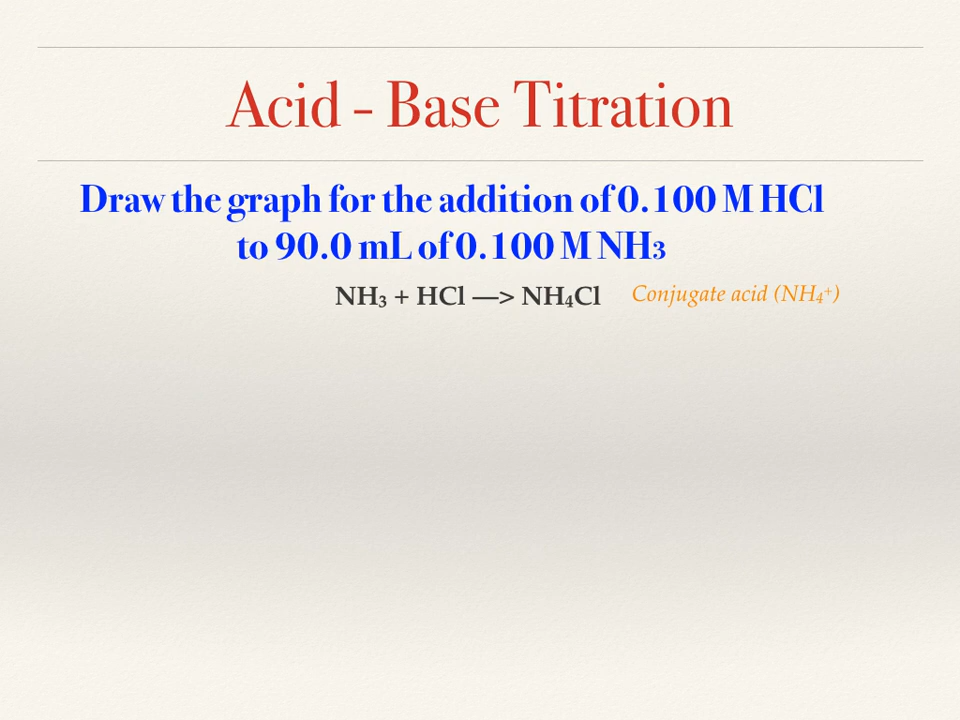 Acid - Base Titration
Draw the graph for the addition of 0.100 M HCl
to 90.0 mL of 0.100 M NH₃
NH₃ + HCl —> NH₄Cl Conjugate acid (NH₄⁺)